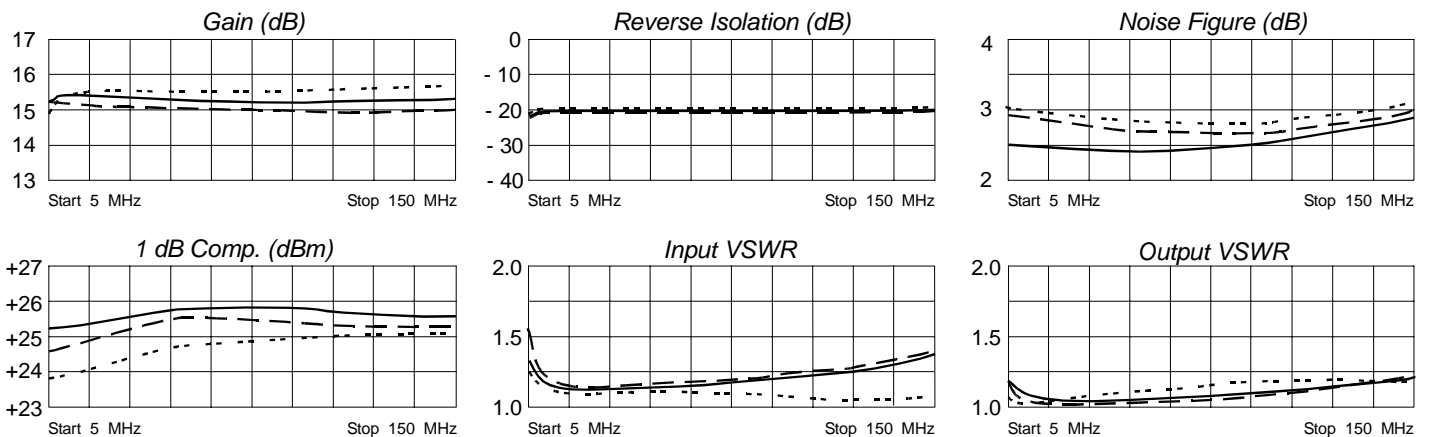 Gain (dB)
17
16
15
14
13
Start 5 MHz
Stop 150 MHz
Reverse Isolation (dB)
0
- 10
- 20
- 30
- 40
Start 5 MHz
Stop 150 MHz
Noise Figure (dB)
4
3
2
Start 5 MHz
Stop 150 MHz
1 dB Comp. (dBm)
+27
+26
+25
+24
+23
Start 5 MHz
Stop 150 MHz
Input VSWR
2.0
1.5
1.0
Start 5 MHz
Stop 150 MHz
Output VSWR
2.0
1.5
1.0
Start 5 MHz
Stop 150 MHz